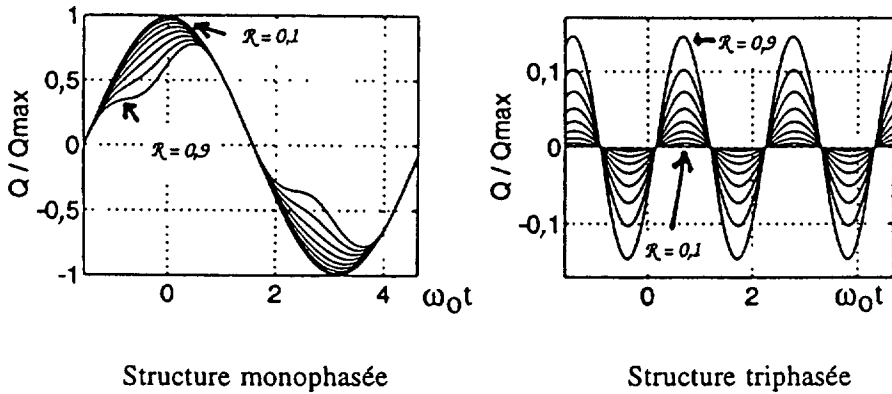 Q / Qmax
1
0,5
0
-0,5
-1
0
2
4
ω₀t
R = 0,1
R = 0,9
Structure monophasée
Q / Qmax
0,1
0
-0,1
0
2
4
ω₀t
R = 0,9
R = 0,1
Structure triphasée